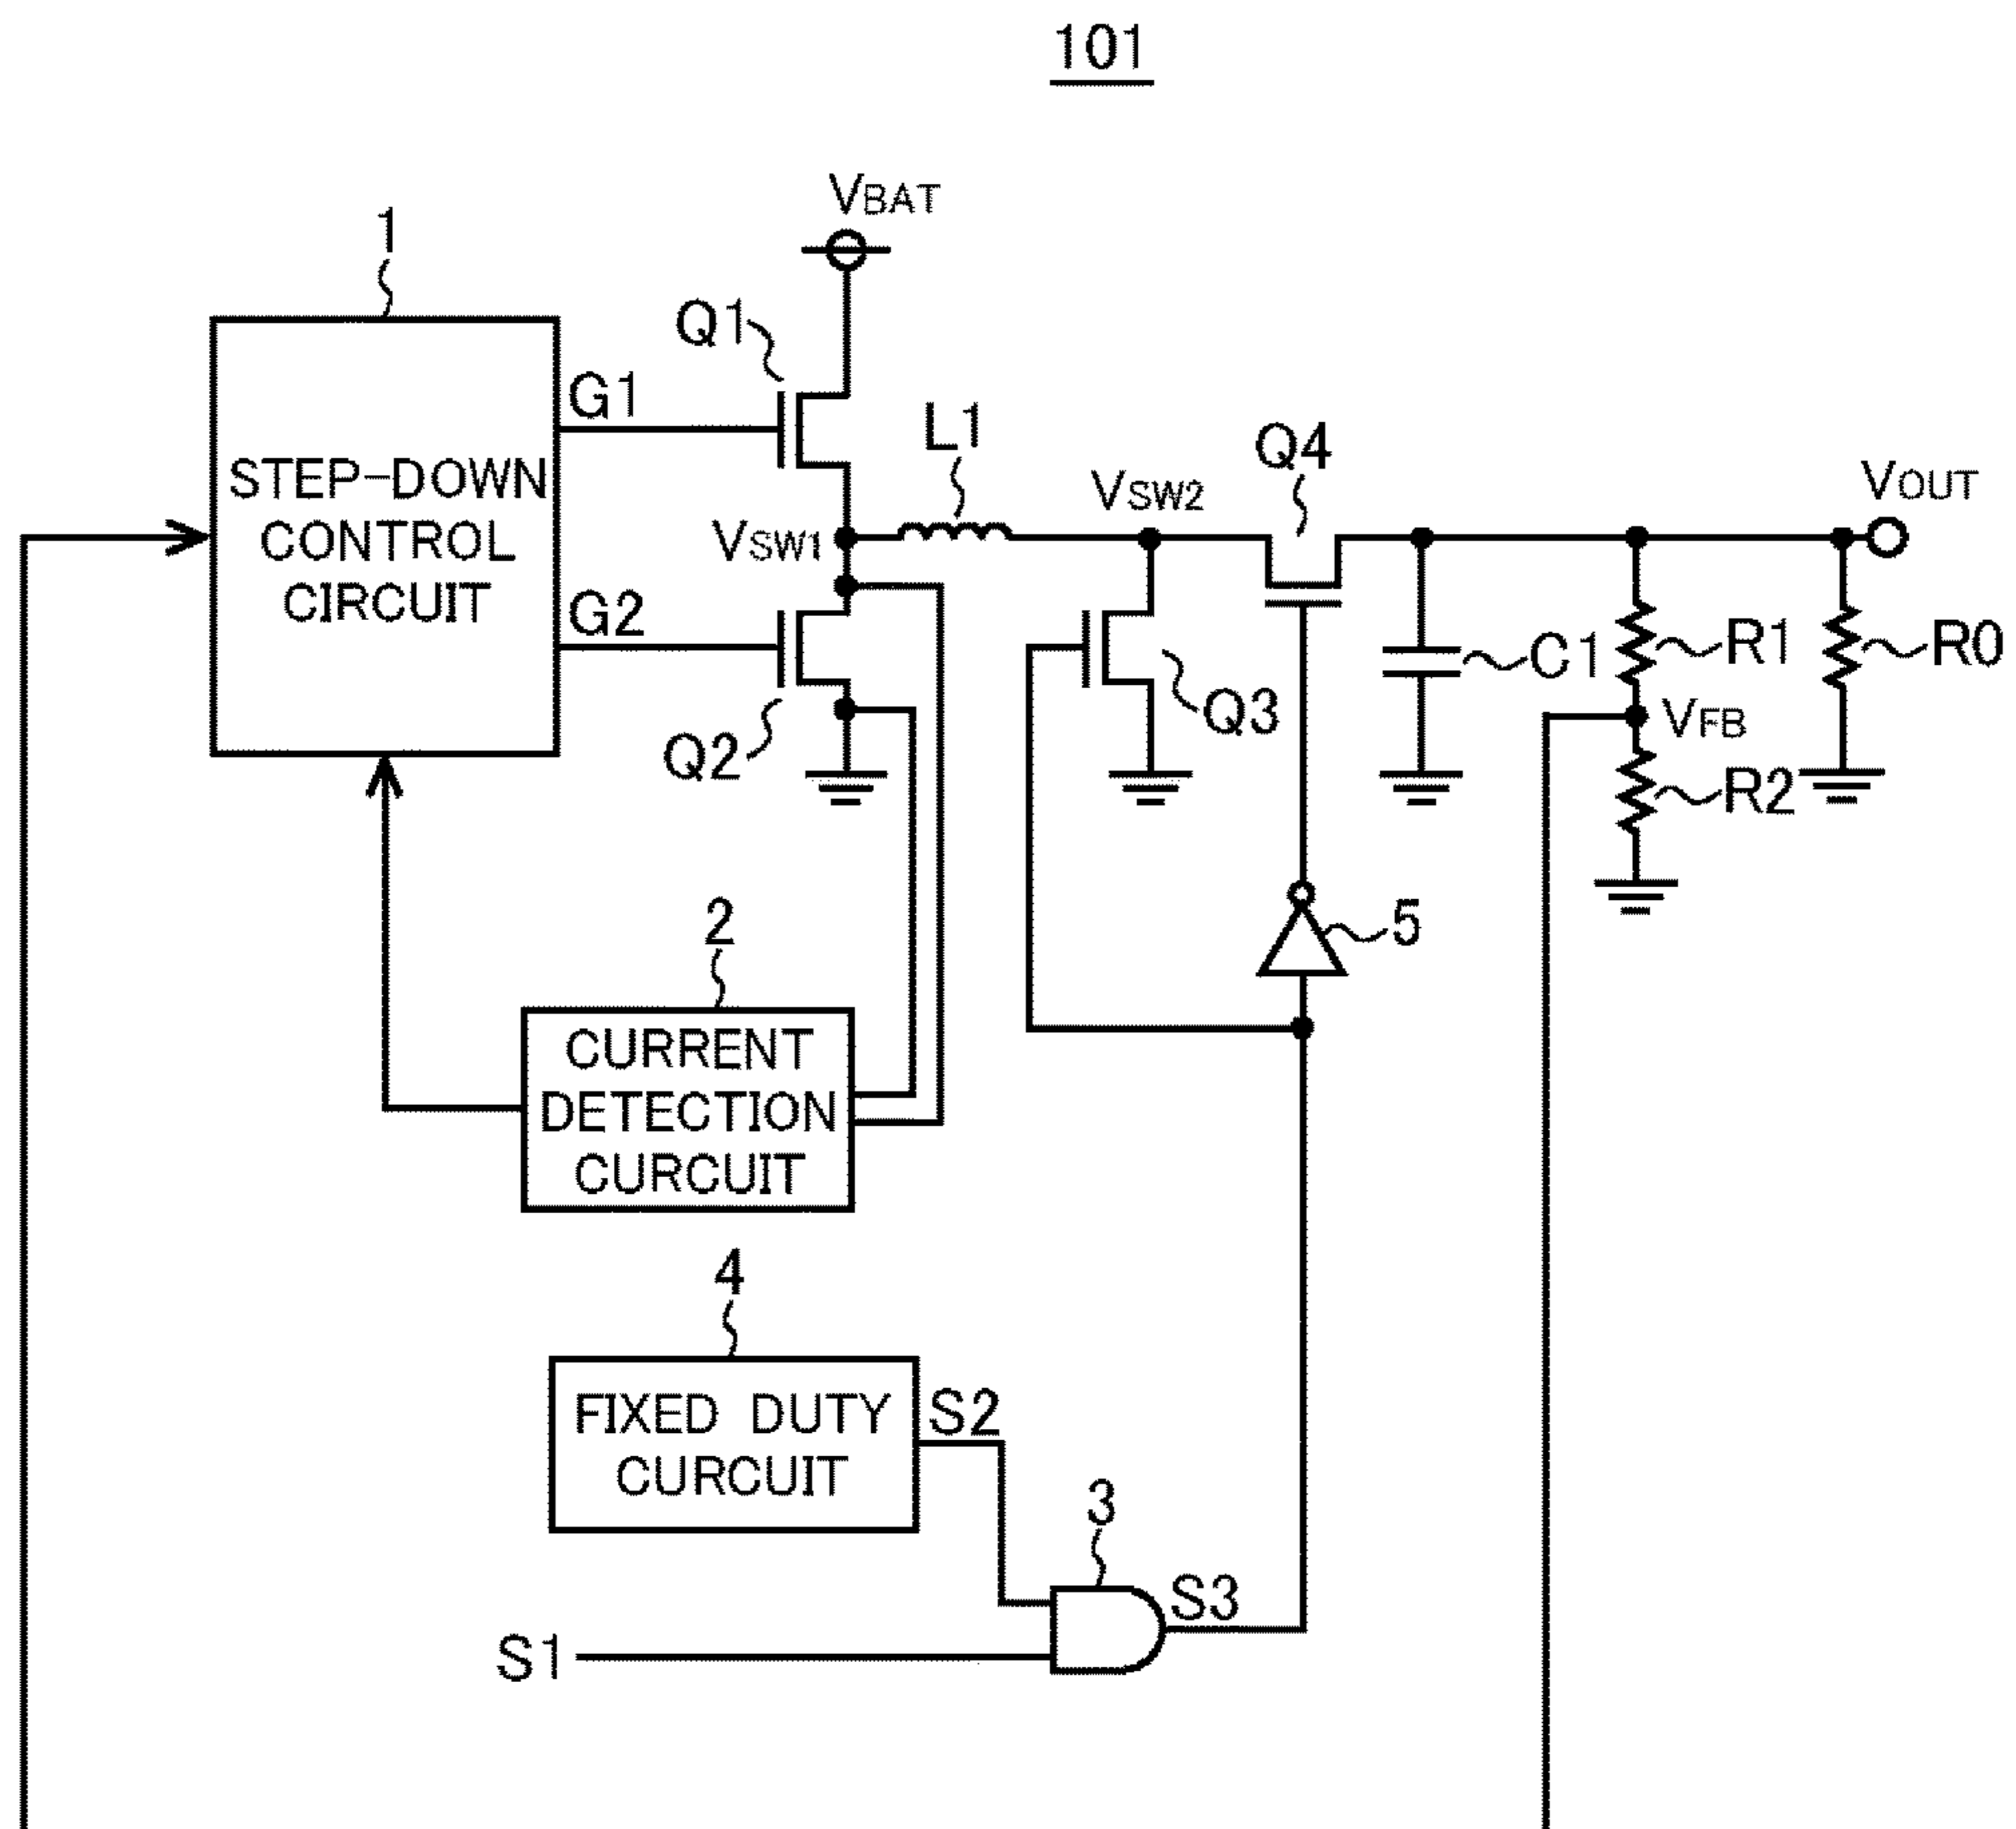 101
VBAT
1
Q1
G1
STEP-DOWN
CONTROL
CIRCUIT
L1
Q4
VSW1
VSW2
VOUT
G2
Q2
Q3
C1
R1
R0
VFB
R2
2
5
CURRENT
DETECTION
CURCUIT
4
FIXED DUTY
CURCUIT
S2
3
S3
S1